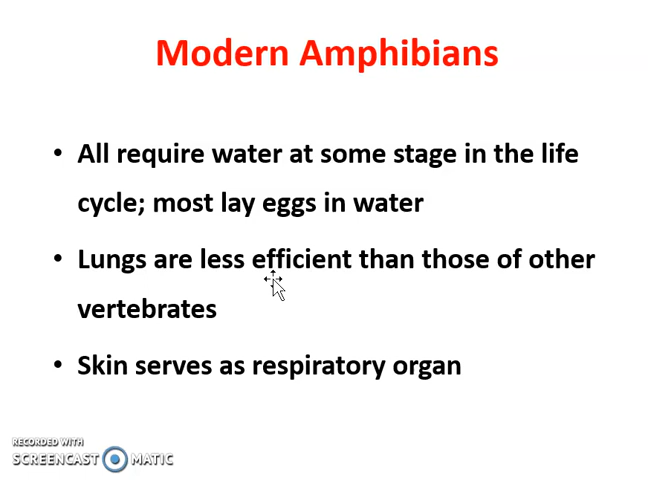 Modern Amphibians
• All require water at some stage in the life
cycle; most lay eggs in water
• Lungs are less efficient than those of other
vertebrates
• Skin serves as respiratory organ
RECORDED WITH
SCREENCAST MATIC